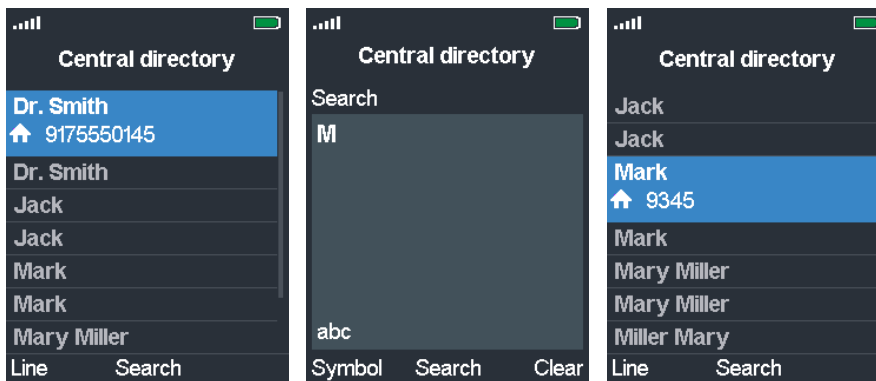 Central directory
Dr. Smith
9175550145
Dr. Smith
Jack
Jack
Mark
Mark
Mary Miller
Line Search
Central directory
Search
M
abc
Symbol Search Clear
Central directory
Jack
Jack
Mark
9345
Mark
Mary Miller
Mary Miller
Miller Mary
Line Search